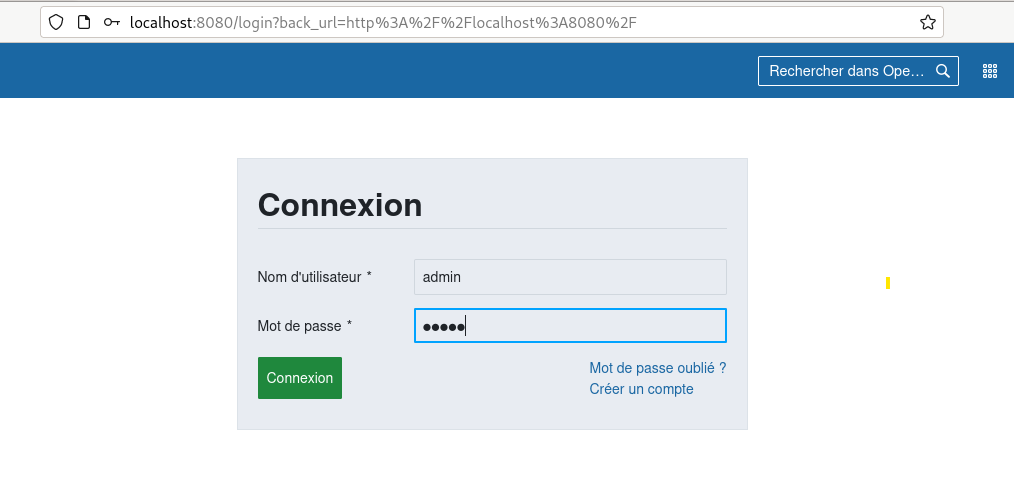 localhost:8080/login?back_url=http%3A%2F%2Flocalhost%3A8080%2F
Rechercher dans Ope...
Connexion
Nom d'utilisateur *
admin
Mot de passe *
•••••
Connexion
Mot de passe oublié ?
Créer un compte